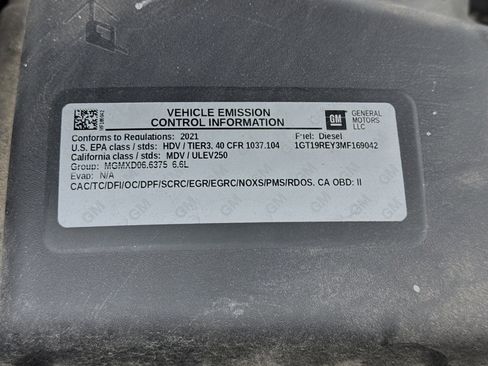 VEHICLE EMISSION
CONTROL INFORMATION
GM
GENERAL
MOTORS
LLC
Conforms to Regulations: 2021
Fuel: Diesel
U.S. EPA class / stds: HDV / TIER3. 40 CFR 1037.104
1GT19REY3MF169042
California class / stds: MDV / ULEV250
Group: MGMXD06.6375 6.6L
Evap: N/A
CAC/TC/DFI/OC/DPF/SCRC/EGR/EGRC/NOXS/PMS/RDOS. CA OBD: II